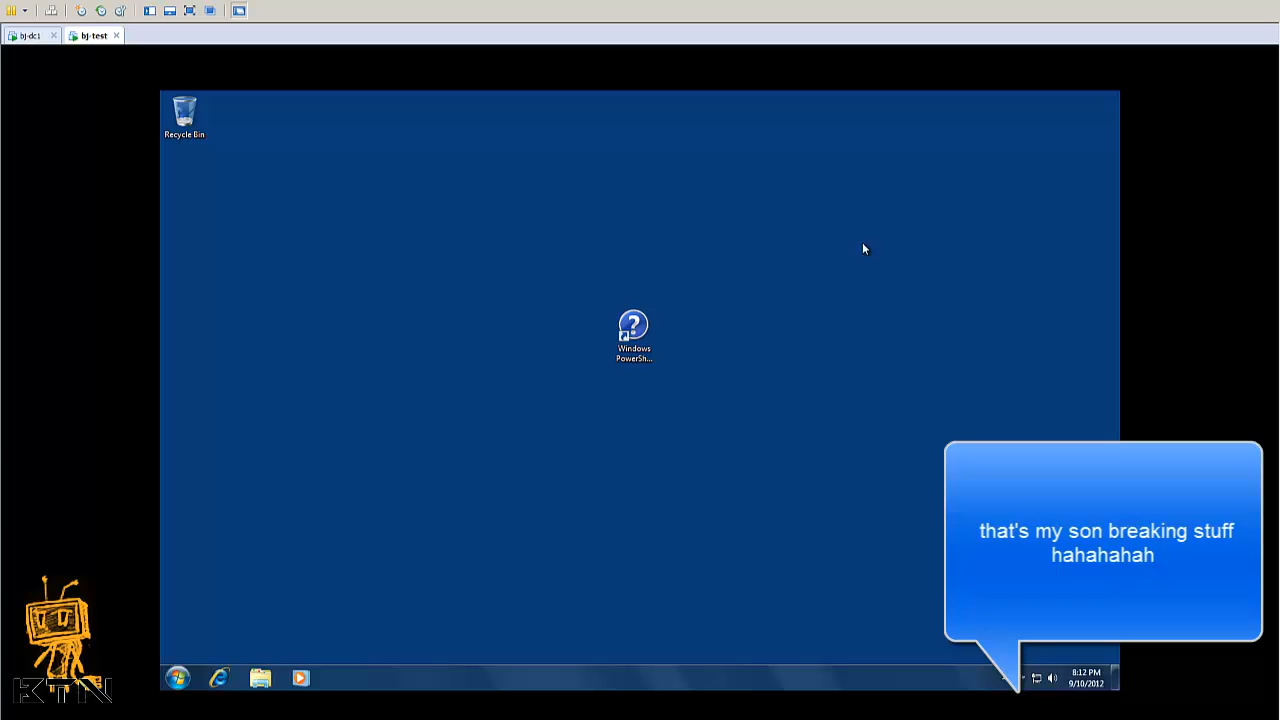 bj-dc1
bj-test
Recycle Bin
Windows
PowerSh...
that's my son breaking stuff
hahahahah
8:12 PM
9/10/2012
KTN